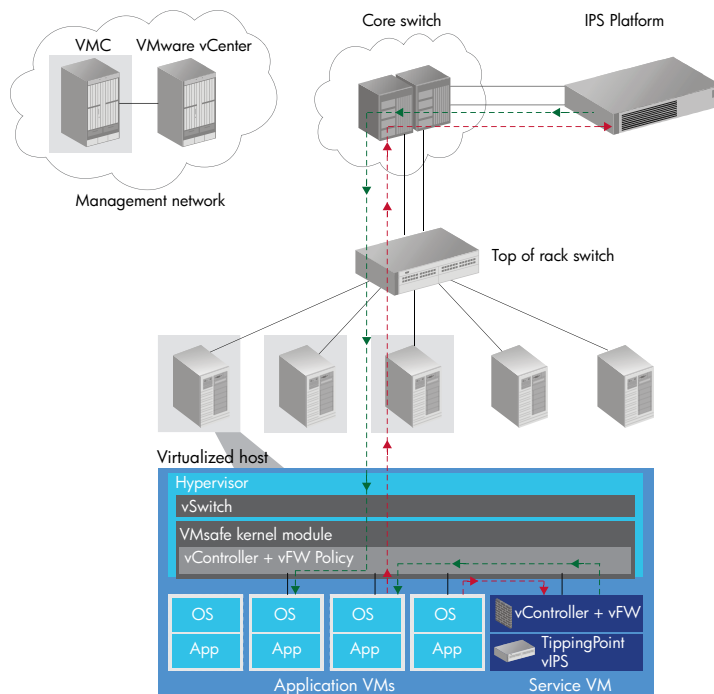 Core switch
IPS Platform
VMC
VMware vCenter
Management network
Top of rack switch
Virtualized host
Hypervisor
vSwitch
VMsafe kernel module
vController + vFW Policy
OS
OS
OS
OS
vController + vFW
App
App
App
App
TippingPoint
vIPS
Application VMs
Service VM